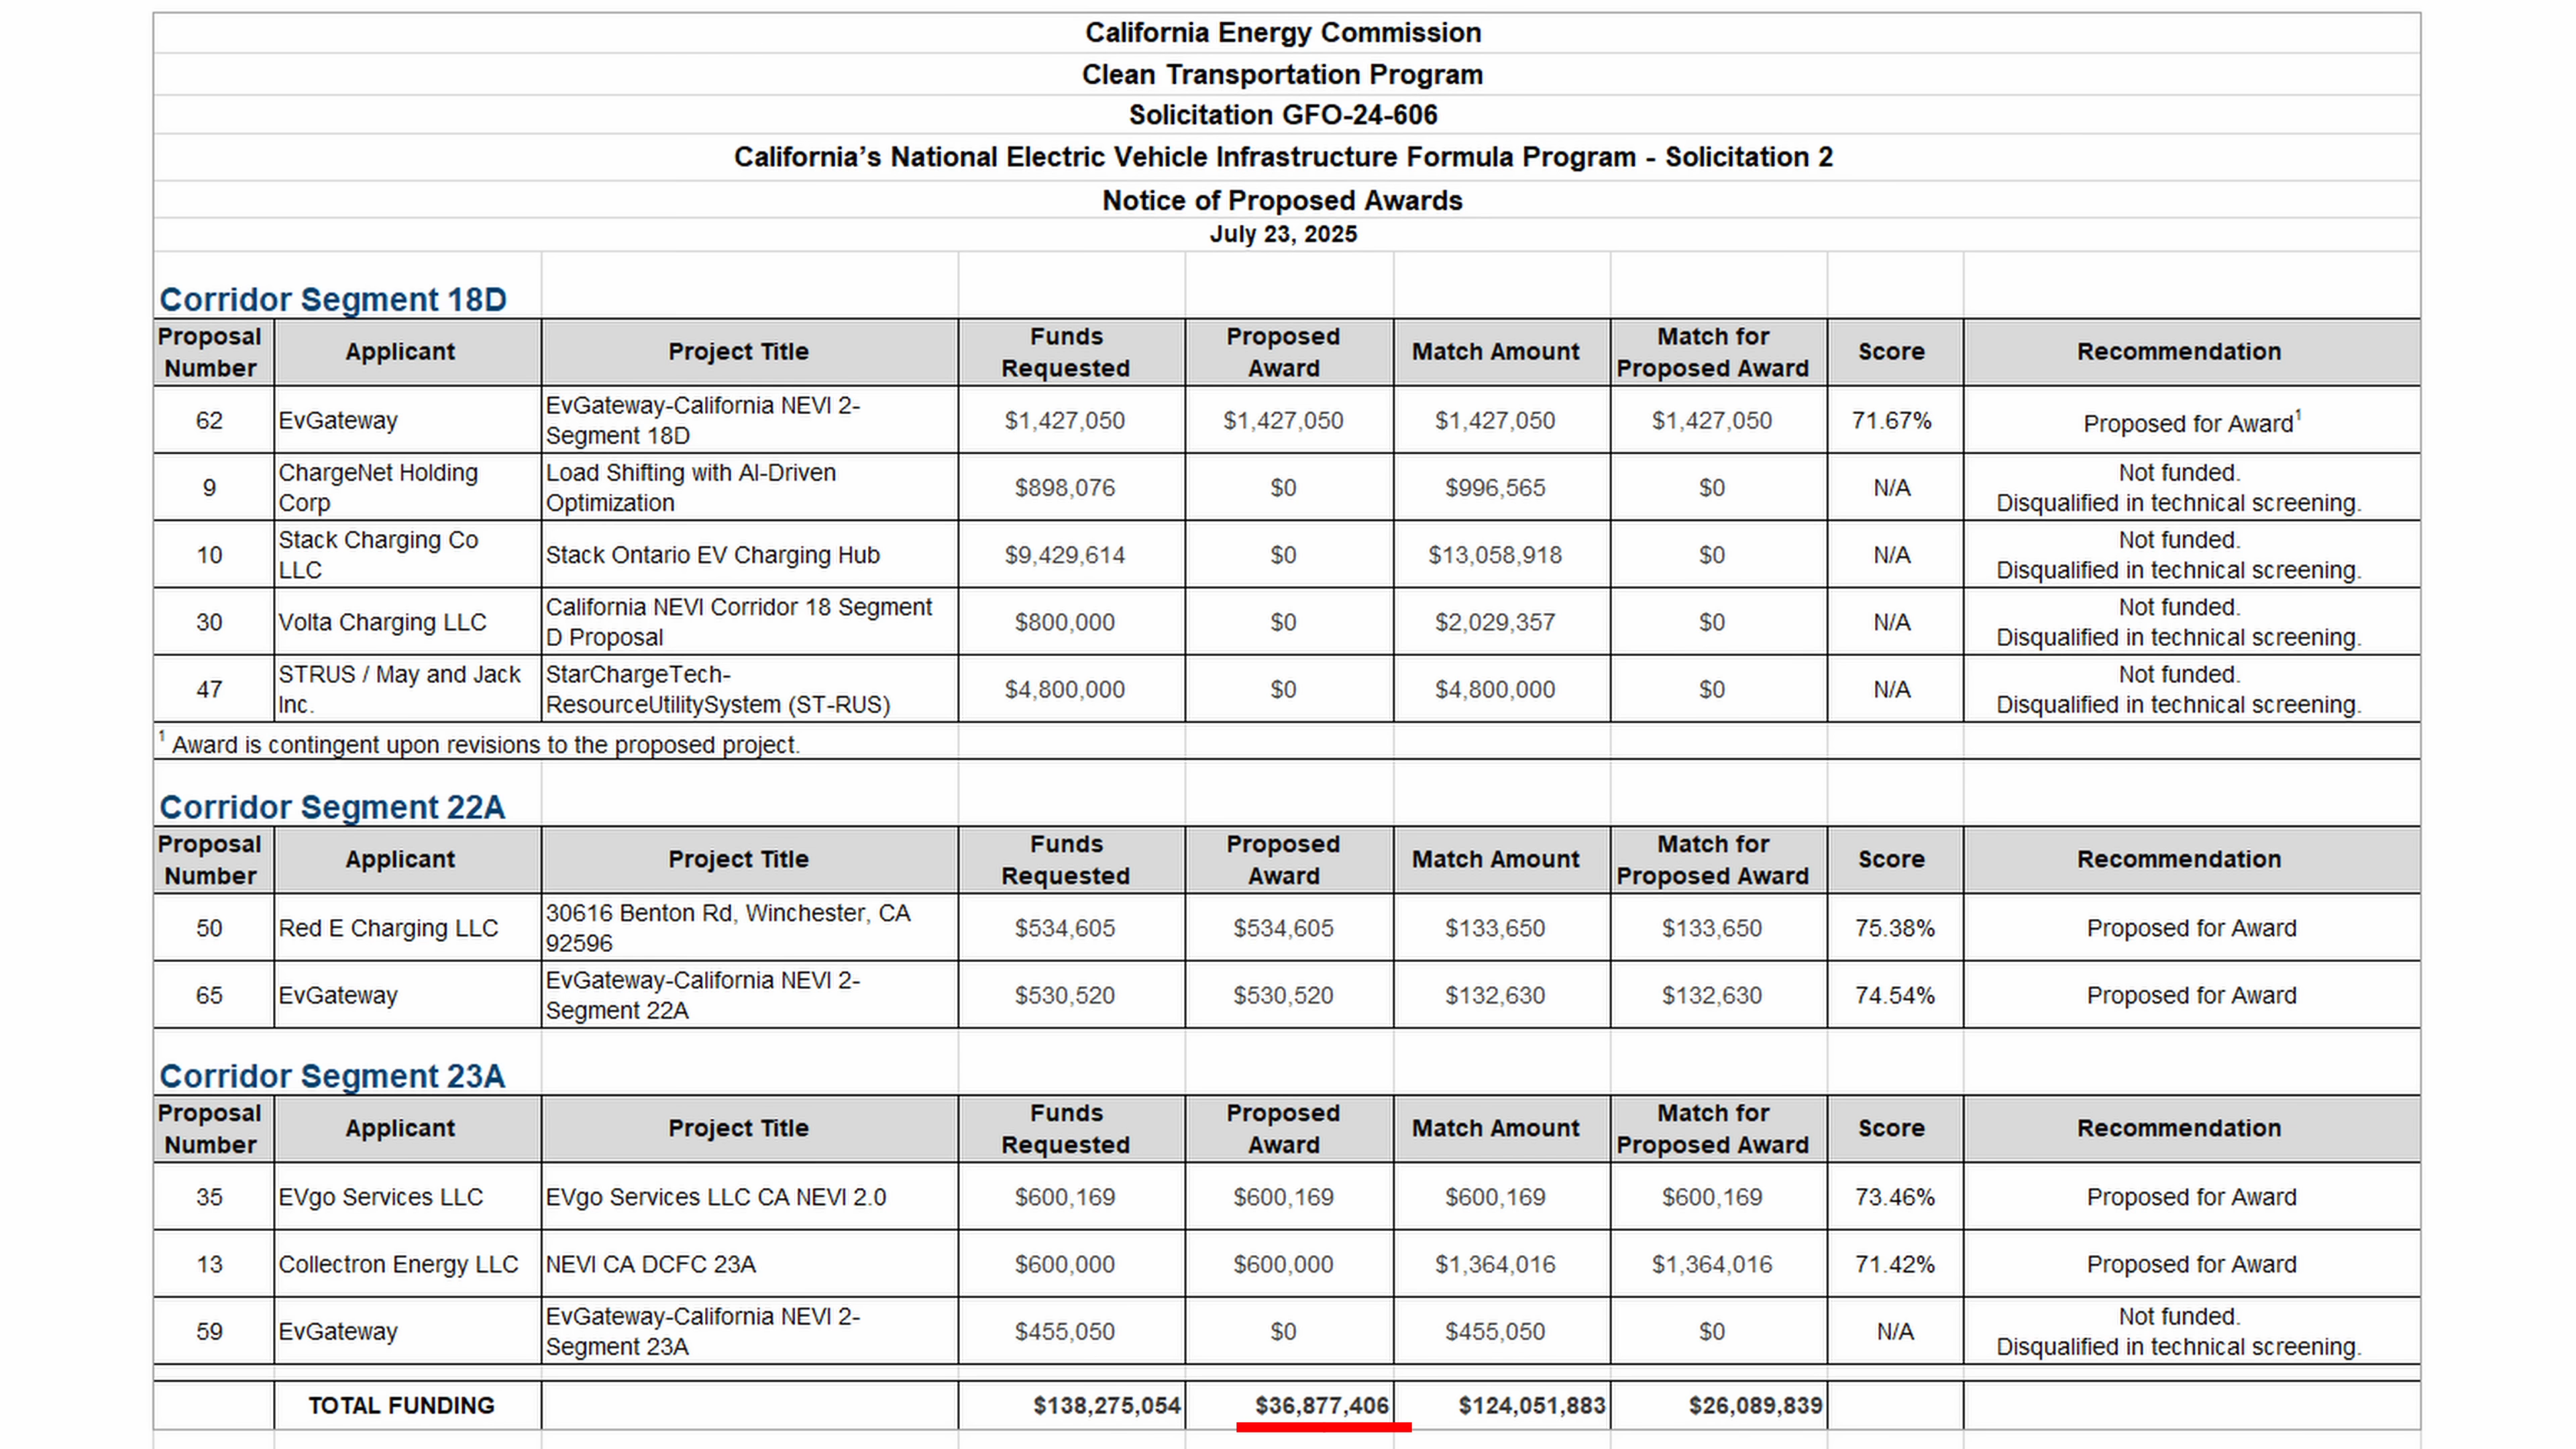 California Energy Commission
Clean Transportation Program
Solicitation GFO-24-606
California’s National Electric Vehicle Infrastructure Formula Program - Solicitation 2
Notice of Proposed Awards
July 23, 2025
Corridor Segment 18D
Proposal Number Applicant Project Title Funds Requested Proposed Award Match Amount Match for Proposed Award Score Recommendation
62 EvGateway EvGateway-California NEVI 2-Segment 18D $1,427,050 $1,427,050 $1,427,050 $1,427,050 71.67% Proposed for Award1
9 ChargeNet Holding Corp Load Shifting with AI-Driven Optimization $898,076 $0 $996,565 $0 N/A Not funded. Disqualified in technical screening.
10 Stack Charging Co LLC Stack Ontario EV Charging Hub $9,429,614 $0 $13,058,918 $0 N/A Not funded. Disqualified in technical screening.
30 Volta Charging LLC California NEVI Corridor 18 Segment D Proposal $800,000 $0 $2,029,357 $0 N/A Not funded. Disqualified in technical screening.
47 STRUS / May and Jack Inc. StarChargeTech-ResourceUtilitySystem (ST-RUS) $4,800,000 $0 $4,800,000 $0 N/A Not funded. Disqualified in technical screening.
1 Award is contingent upon revisions to the proposed project.
Corridor Segment 22A
Proposal Number Applicant Project Title Funds Requested Proposed Award Match Amount Match for Proposed Award Score Recommendation
50 Red E Charging LLC 30616 Benton Rd, Winchester, CA 92596 $534,605 $534,605 $133,650 $133,650 75.38% Proposed for Award
65 EvGateway EvGateway-California NEVI 2-Segment 22A $530,520 $530,520 $132,630 $132,630 74.54% Proposed for Award
Corridor Segment 23A
Proposal Number Applicant Project Title Funds Requested Proposed Award Match Amount Match for Proposed Award Score Recommendation
35 EVgo Services LLC EVgo Services LLC CA NEVI 2.0 $600,169 $600,169 $600,169 $600,169 73.46% Proposed for Award
13 Collectron Energy LLC NEVI CA DCFC 23A $600,000 $600,000 $1,364,016 $1,364,016 71.42% Proposed for Award
59 EvGateway EvGateway-California NEVI 2-Segment 23A $455,050 $0 $455,050 $0 N/A Not funded. Disqualified in technical screening.
TOTAL FUNDING $138,275,054 $36,877,406 $124,051,883 $26,089,839